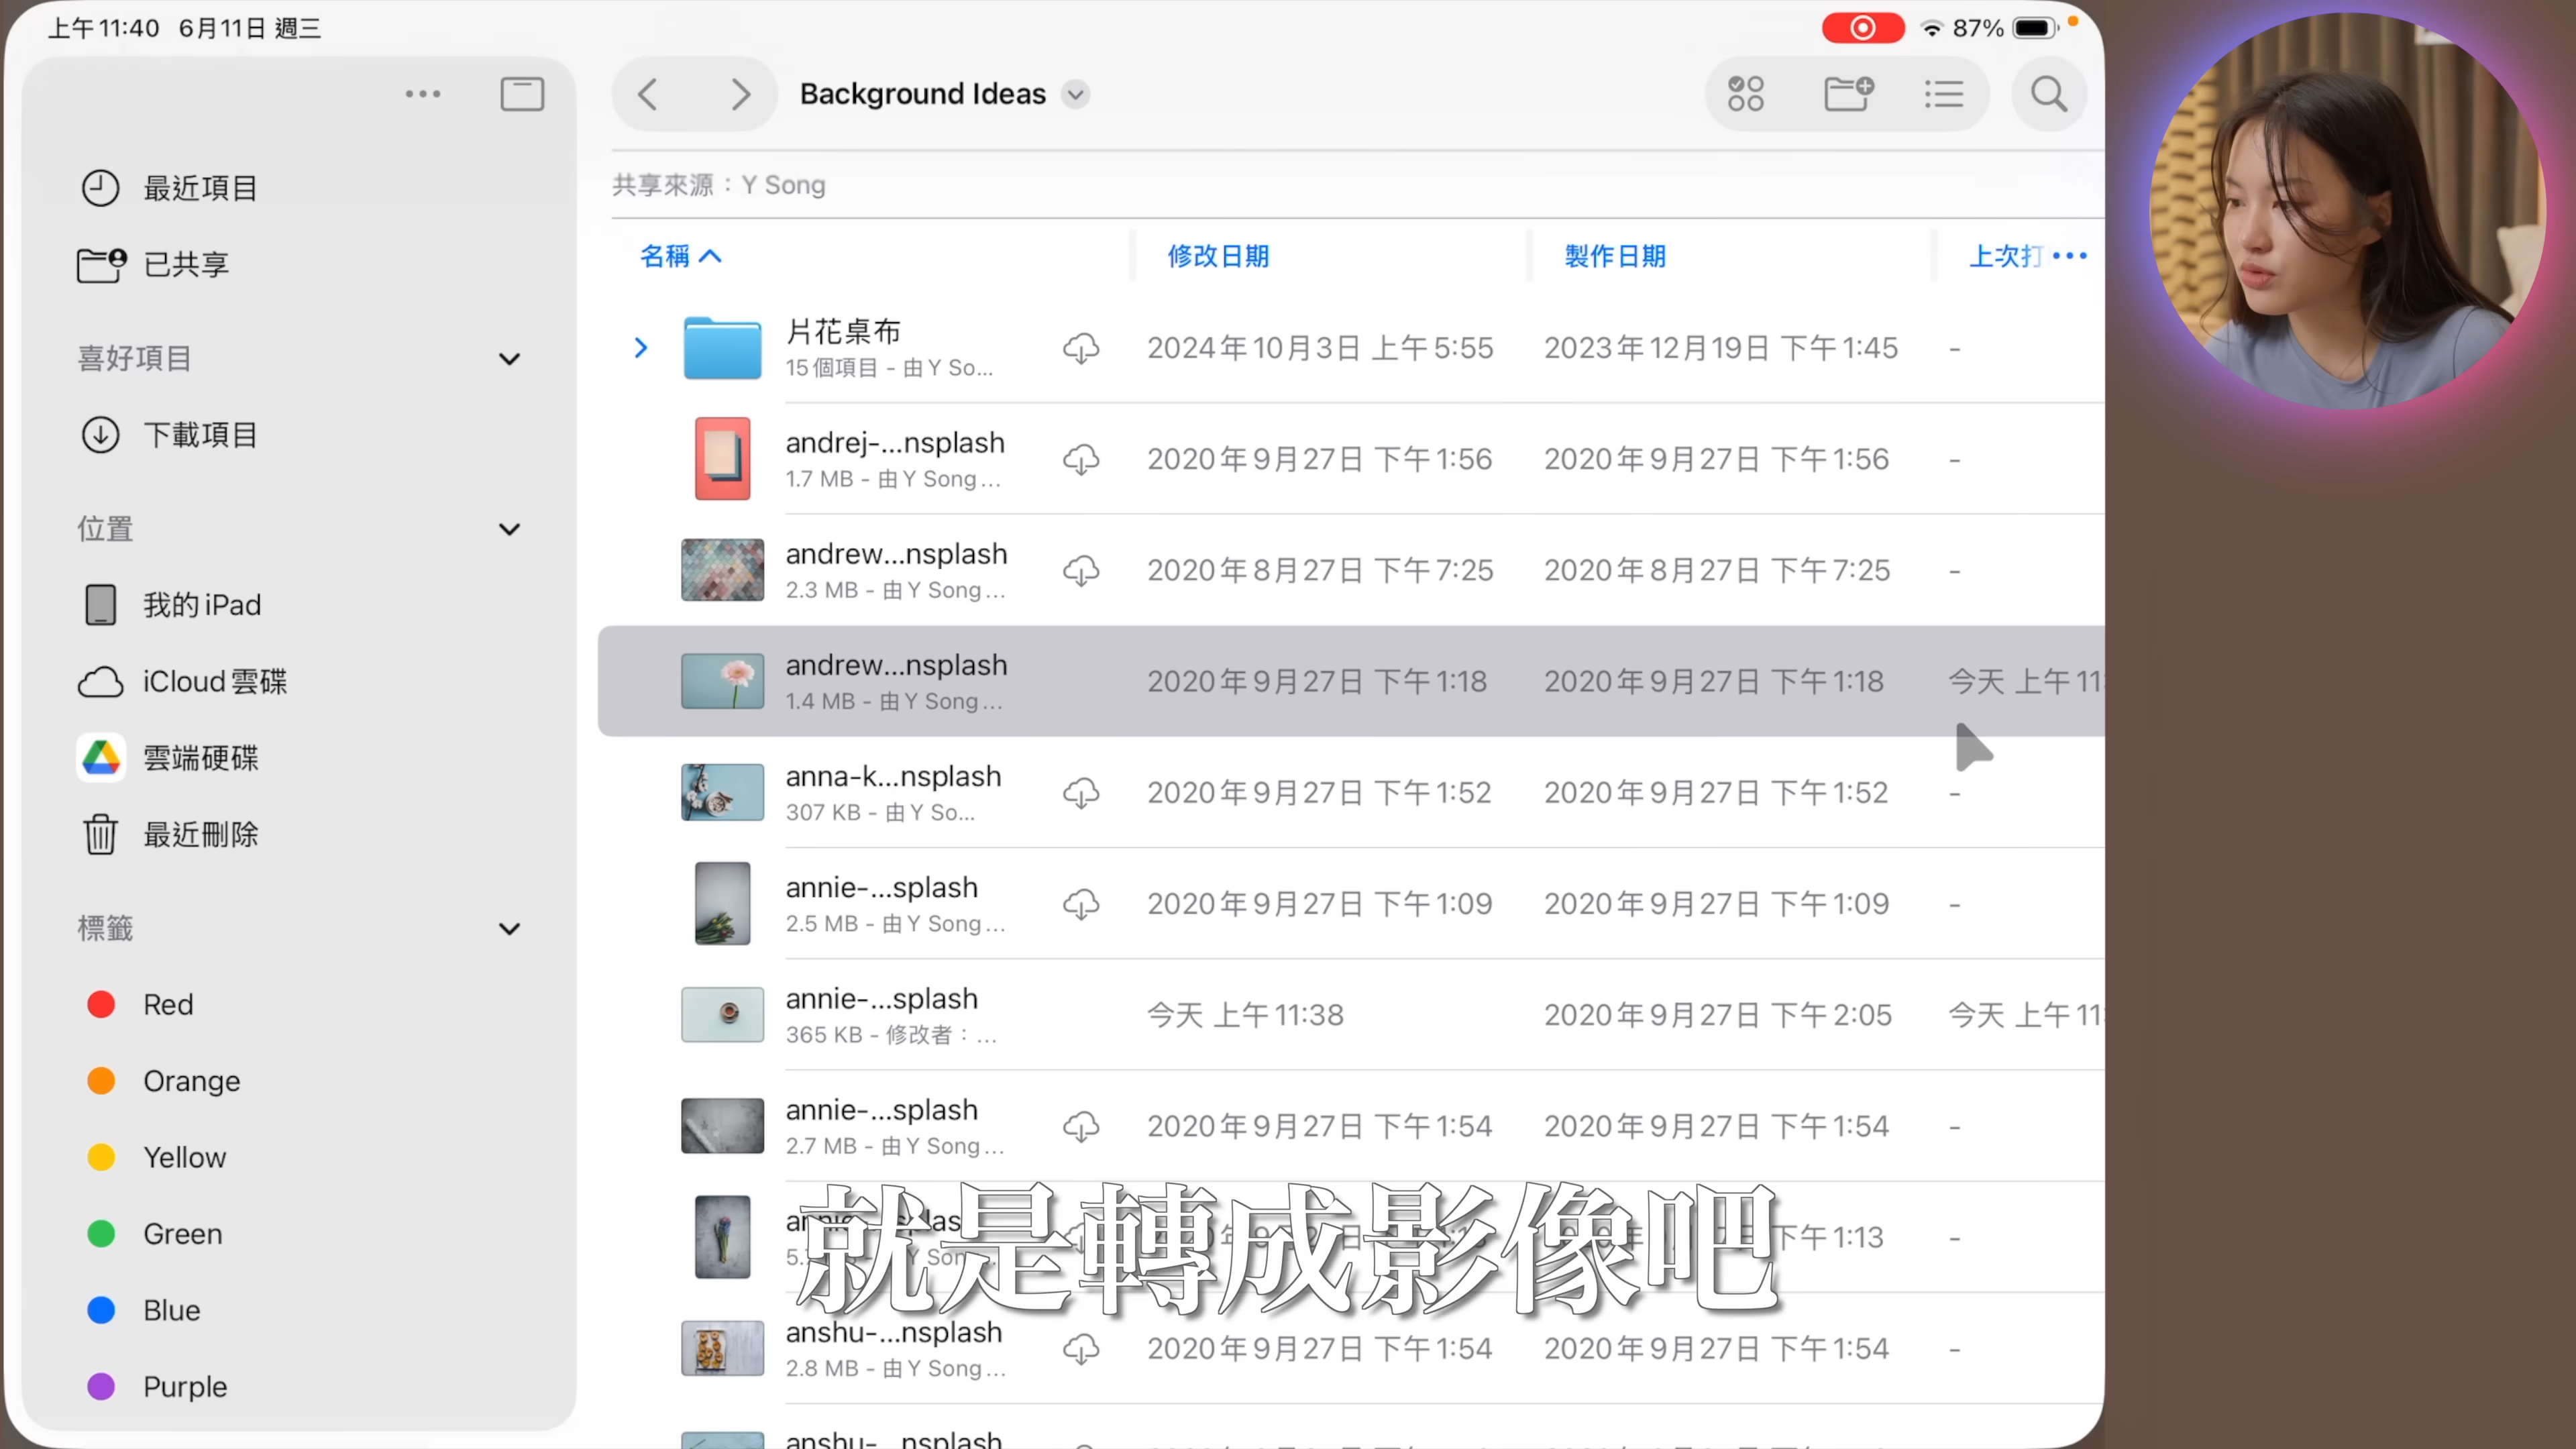 上午11:40 6月11日 週三
87%
Background Ideas
共享來源：Y Song
最近項目
已共享
喜好項目
下載項目
位置
我的 iPad
iCloud 雲碟
雲端硬碟
最近刪除
標籤
Red
Orange
Yellow
Green
Blue
Purple
名稱 修改日期 製作日期 上次打
片花桌布
15 個項目 - 由 Y So... 2024年10月3日 上午5:55 2023年12月19日 下午1:45 -
andrej-...nsplash
1.7 MB - 由 Y Song... 2020年9月27日 下午1:56 2020年9月27日 下午1:56 -
andrew...nsplash
2.3 MB - 由 Y Song... 2020年8月27日 下午7:25 2020年8月27日 下午7:25 -
andrew...nsplash
1.4 MB - 由 Y Song... 2020年9月27日 下午1:18 2020年9月27日 下午1:18 今天 上午11:
anna-k...nsplash
307 KB - 由 Y So... 2020年9月27日 下午1:52 2020年9月27日 下午1:52 -
annie-...splash
2.5 MB - 由 Y Song... 2020年9月27日 下午1:09 2020年9月27日 下午1:09 -
annie-...splash
365 KB - 修改者：... 今天 上午11:38 2020年9月27日 下午2:05 今天 上午11:
annie-...splash
2.7 MB - 由 Y Song... 2020年9月27日 下午1:54 2020年9月27日 下午1:54 -
下午1:13 -
就是轉成影像吧
anshu-...nsplash
2.8 MB - 由 Y Song... 2020年9月27日 下午1:54 2020年9月27日 下午1:54 -
anshu-...nsplash